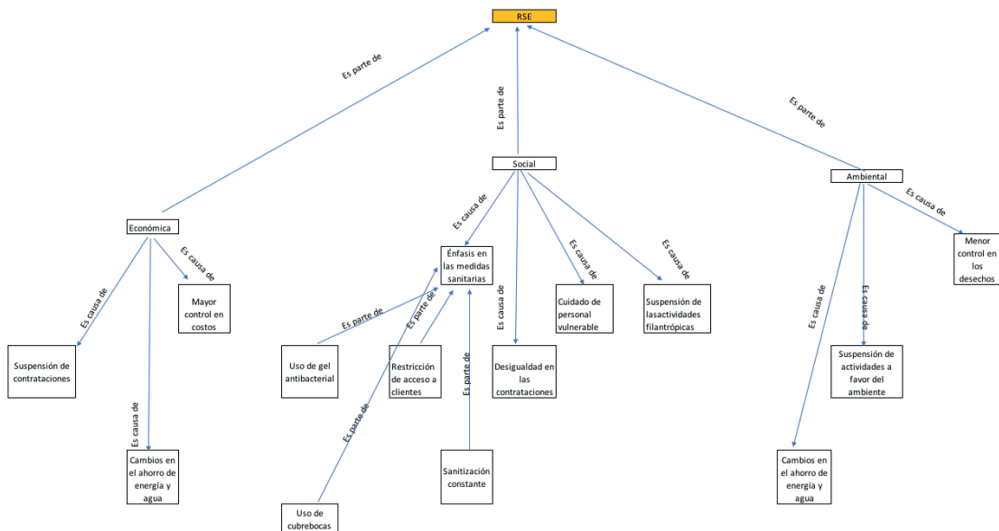 RSE
Es parte de
Es parte de
Es parte de
Social
Ambiental
Económica
Es causa de
Es causa de
Es causa de
Es causa de
Es causa de
Es causa de
Es causa de
Es causa de
Es causa de
Es causa de
Énfasis en
las medidas
sanitarias
Menor
control en
los
desechos
Mayor
control en
costos
Cuidado de
personal
vulnerable
Suspensión de
lasactividades
filantrópicas
Es parte de
Es parte de
Es parte de
Es parte de
Suspensión de
contrataciones
Uso de gel
antibacterial
Restricción
de acceso a
clientes
Desigualdad en
las
contrataciones
Suspensión de
actividades a
favor del
ambiente
Cambios en
el ahorro de
energía y
agua
Sanitización
constante
Cambios en
el ahorro de
energía y
agua
Uso de
cubrebocas